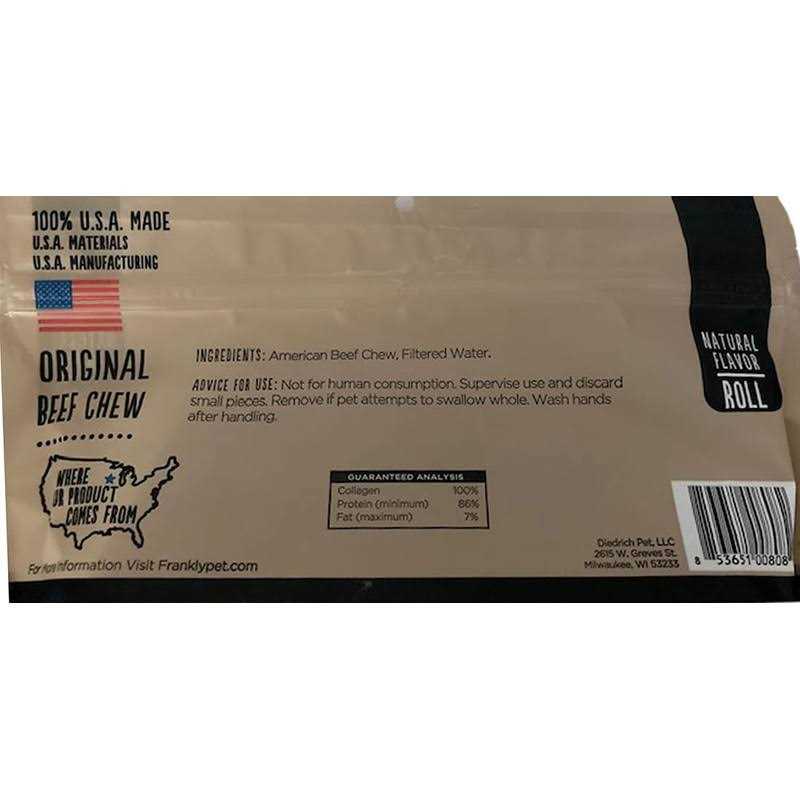 100% U.S.A. MADE
U.S.A. MATERIALS
U.S.A. MANUFACTURING
ORIGINAL
BEEF CHEW
WHERE
UR PRODUCT
COMES FROM
For More Information Visit Franklypet.com
INGREDIENTS: American Beef Chew, Filtered Water.
ADVICE FOR USE: Not for human consumption. Supervise use and discard
small pieces. Remove if pet attempts to swallow whole. Wash hands
after handling.
GUARANTEED ANALYSIS
Collagen 100%
Protein (minimum) 86%
Fat (maximum) 7%
NATURAL
FLAVOR
ROLL
Diedrich Pet, LLC
2615 W. Greves St.
Milwaukee, WI 53233
8 53651 00808